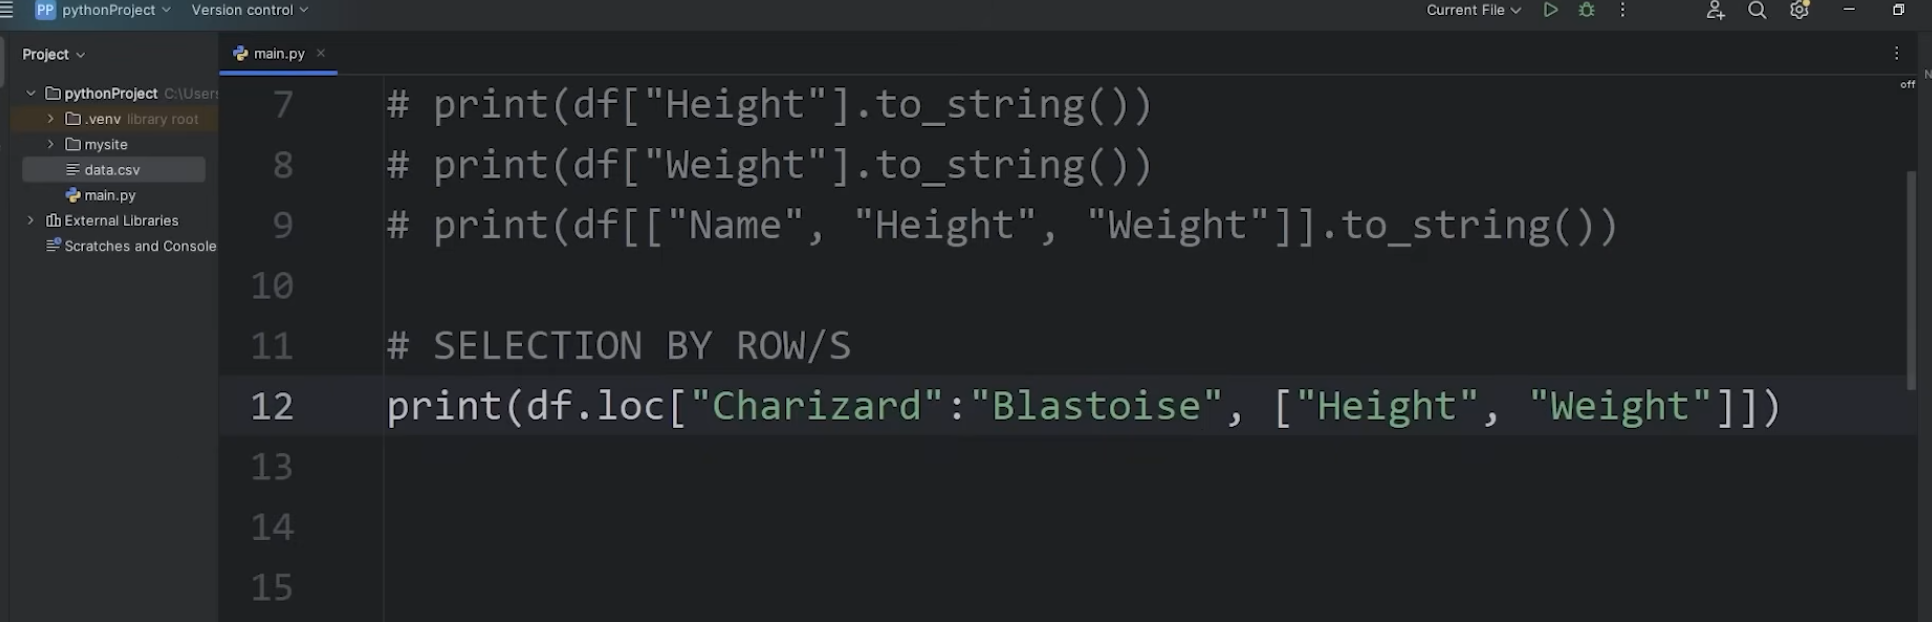 PP pythonProject Version control Current File
Project main.py
off
pythonProject C:\Users
.venv library root
mysite
data.csv
main.py
External Libraries
Scratches and Console
7 # print(df["Height"].to_string())
8 # print(df["Weight"].to_string())
9 # print(df[["Name", "Height", "Weight"]].to_string())
10
11 # SELECTION BY ROW/S
12 print(df.loc["Charizard":"Blastoise", ["Height", "Weight"]])
13
14
15